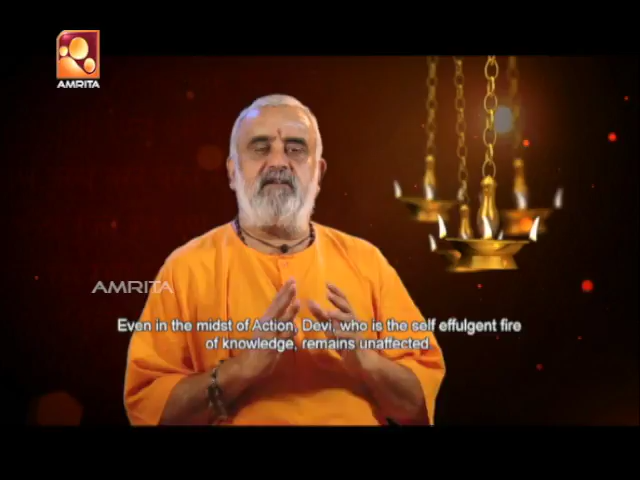 AMRITA
AMRITA
Even in the midst of Action, Devi, who is the self effulgent fire
of knowledge, remains unaffected